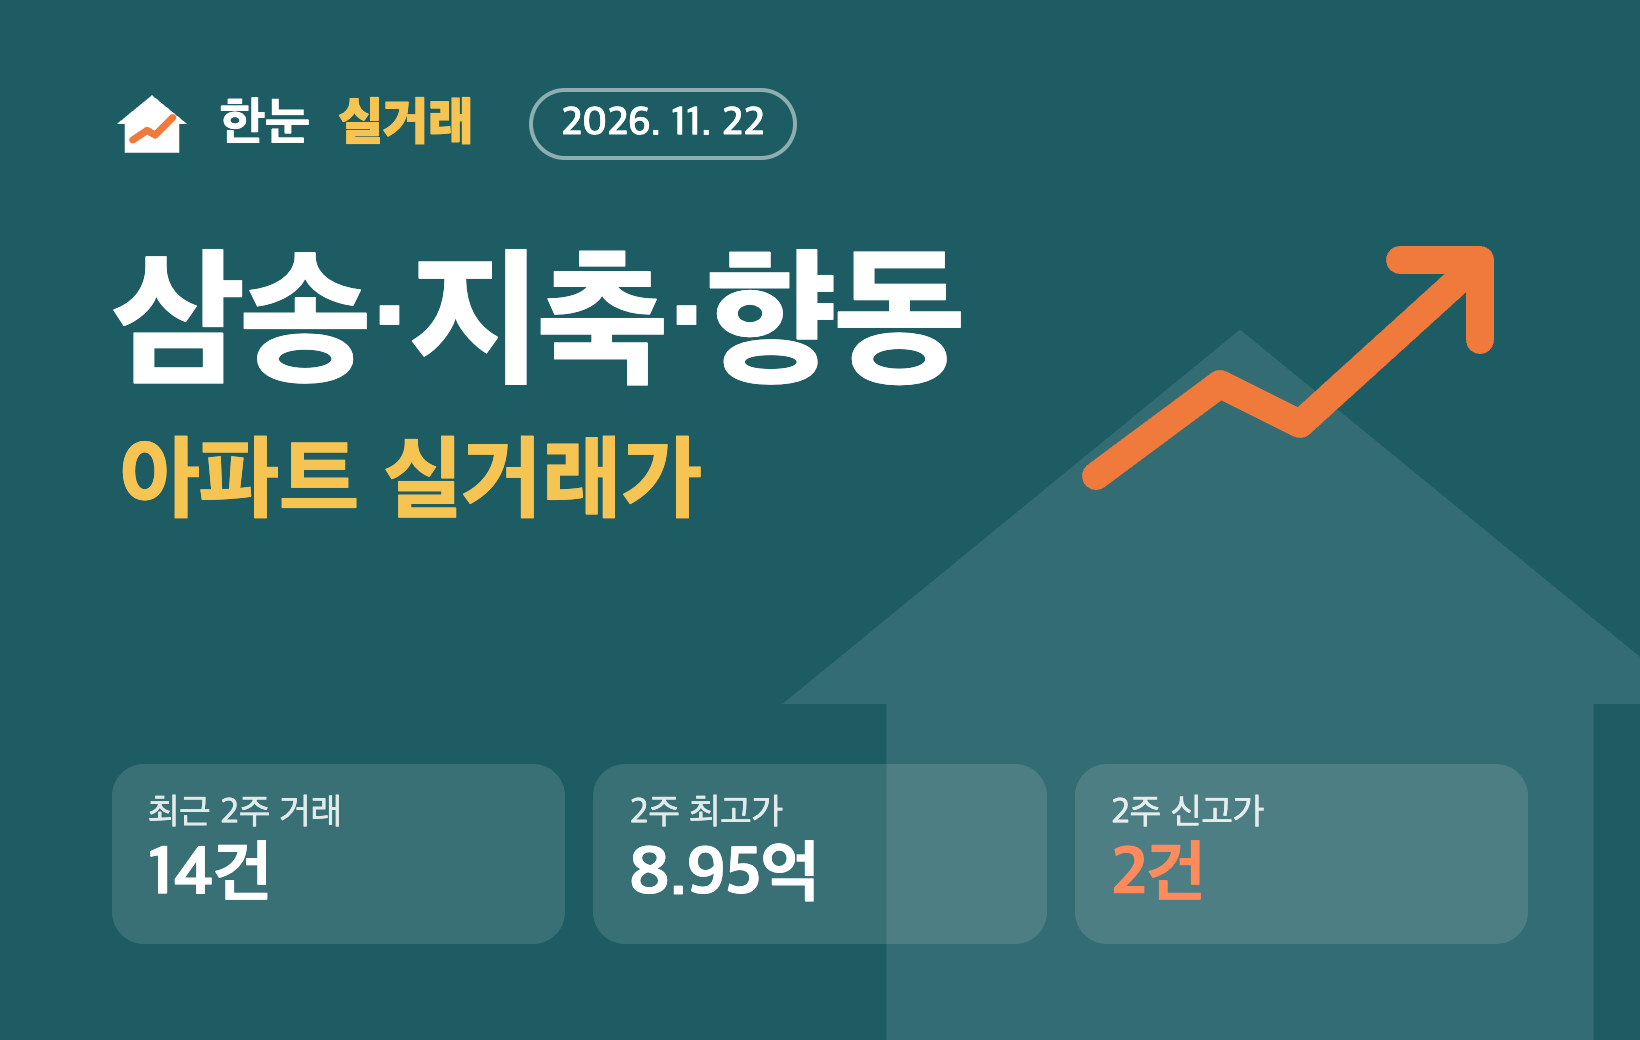 한눈 실거래 2026. 11. 22
삼송·지축·향동
아파트 실거래가
최근 2주 거래
14건
2주 최고가
8.95억
2주 신고가
2건